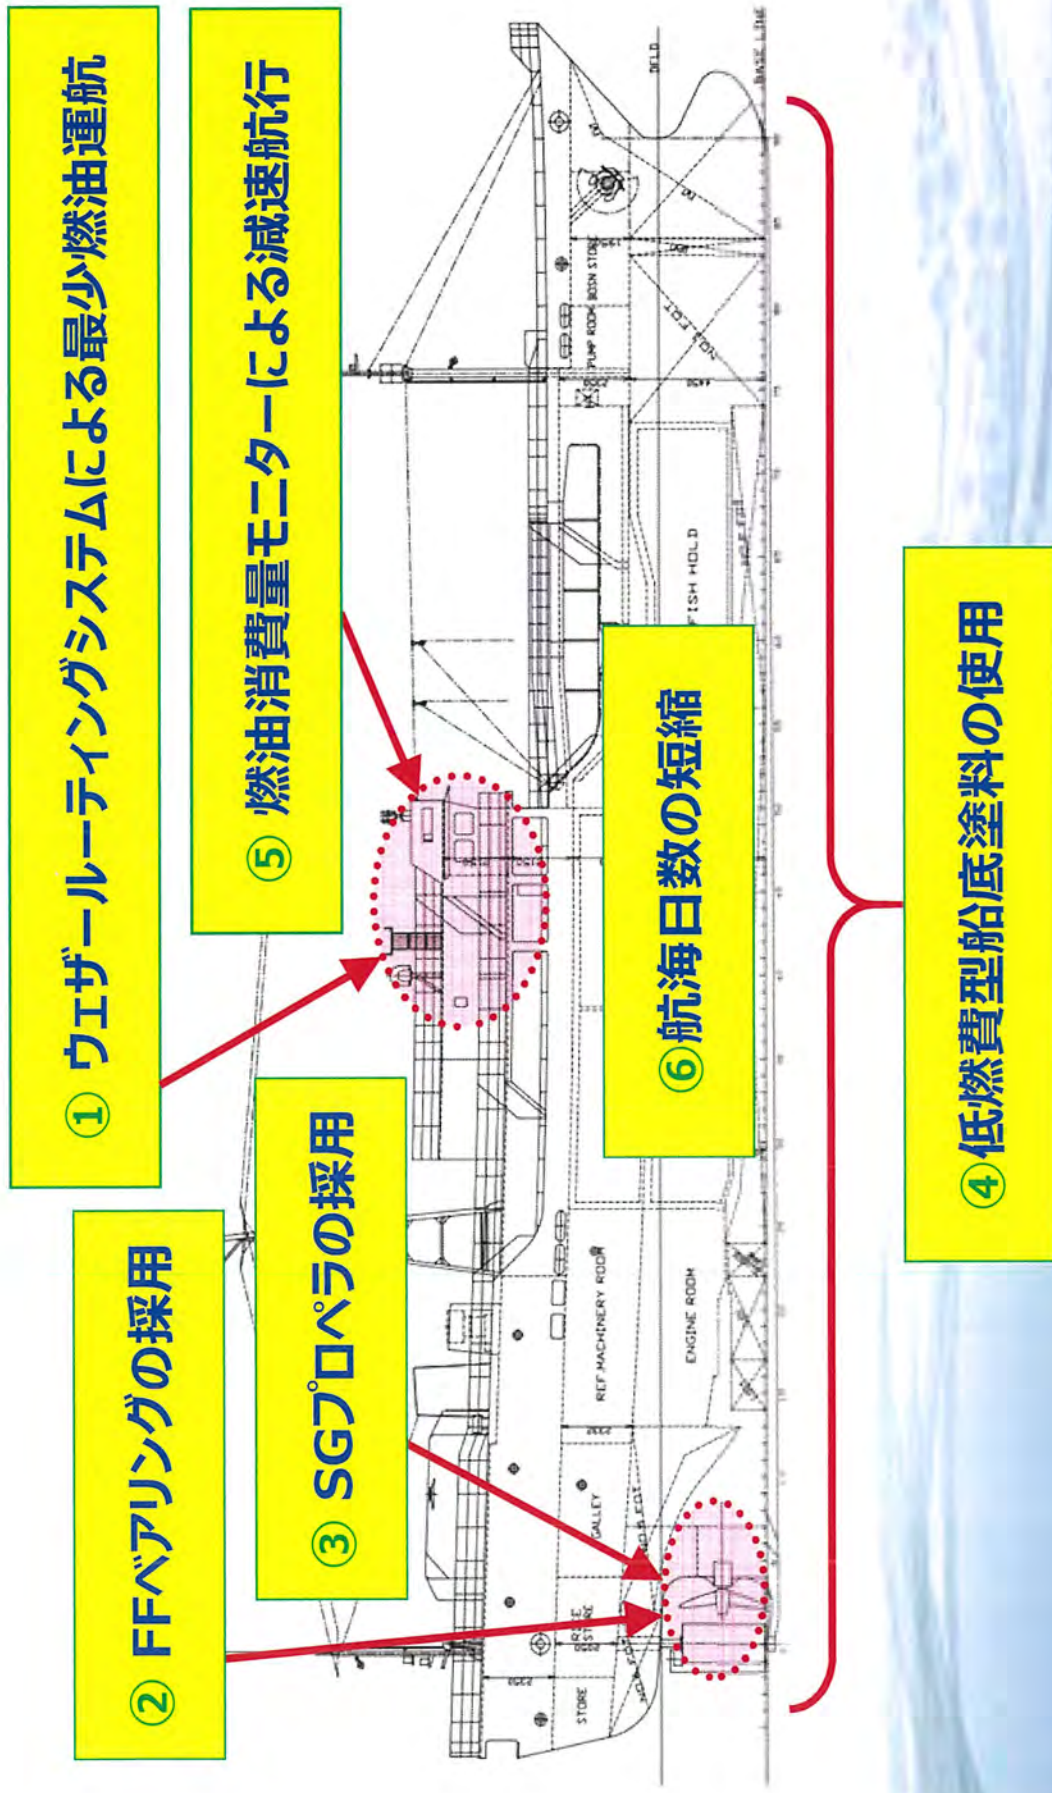 ① ウェザールーティングシステムによる最少燃油運航
② FFベアリングの採用
⑤ 燃油消費量モニターによる減速航行
③ SGプロペラの採用
⑥航海日数の短縮
④低燃費型船底塗料の使用
STORE
GALLEY
REF.MACHINERY ROOM
ENGINE ROOM
FISH HOLD
PUMP ROOM
BOSN STORE
BASE LINE
2350
2350
4450